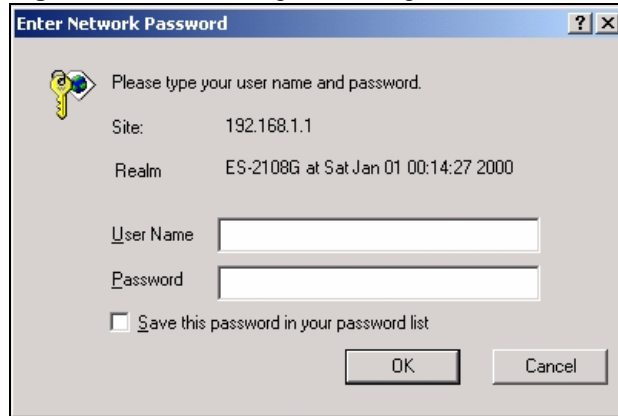 Enter Network Password
Please type your user name and password.
Site: 192.168.1.1
Realm ES-2108G at Sat Jan 01 00:14:27 2000
User Name
Password
Save this password in your password list
OK Cancel